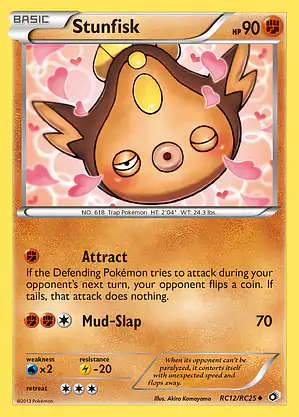 BASIC Stunfisk HP 90
NO. 618 Trap Pokémon HT: 2'04" WT: 24.3 lbs.
Attract
If the Defending Pokémon tries to attack during your
opponent's next turn, your opponent flips a coin. If
tails, that attack does nothing.
Mud-Slap 70
weakness resistance
×2 -20
retreat
When its opponent can't be
paralyzed, it contorts itself
with unexpected speed and
flops away.
©2013 Pokémon Illus. Akira Komayama RC12/RC25